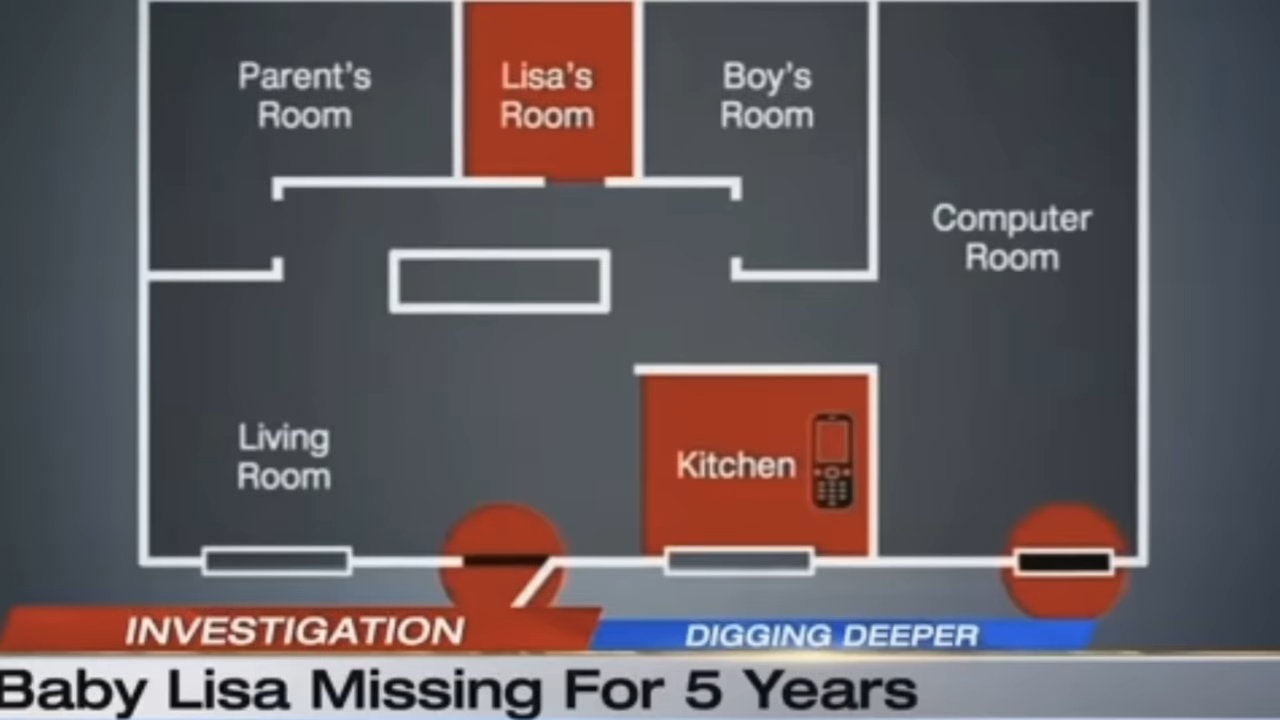 Parent's
Room
Lisa's
Room
Boy's
Room
Computer
Room
Living
Room
Kitchen
INVESTIGATION
DIGGING DEEPER
Baby Lisa Missing For 5 Years